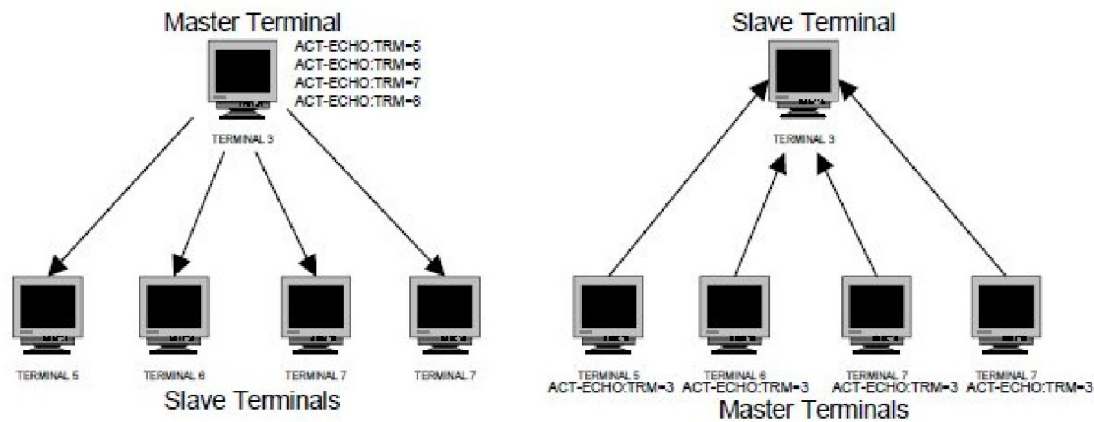 Master Terminal
ACT-ECHO:TRM=5
ACT-ECHO:TRM=6
ACT-ECHO:TRM=7
ACT-ECHO:TRM=8
TERMINAL 3
TERMINAL 5
TERMINAL 6
TERMINAL 7
TERMINAL 7
Slave Terminals
Slave Terminal
TERMINAL 3
TERMINAL 5
ACT-ECHO:TRM=3
TERMINAL 6
ACT-ECHO:TRM=3
TERMINAL 7
ACT-ECHO:TRM=3
TERMINAL 7
ACT-ECHO:TRM=3
Master Terminals